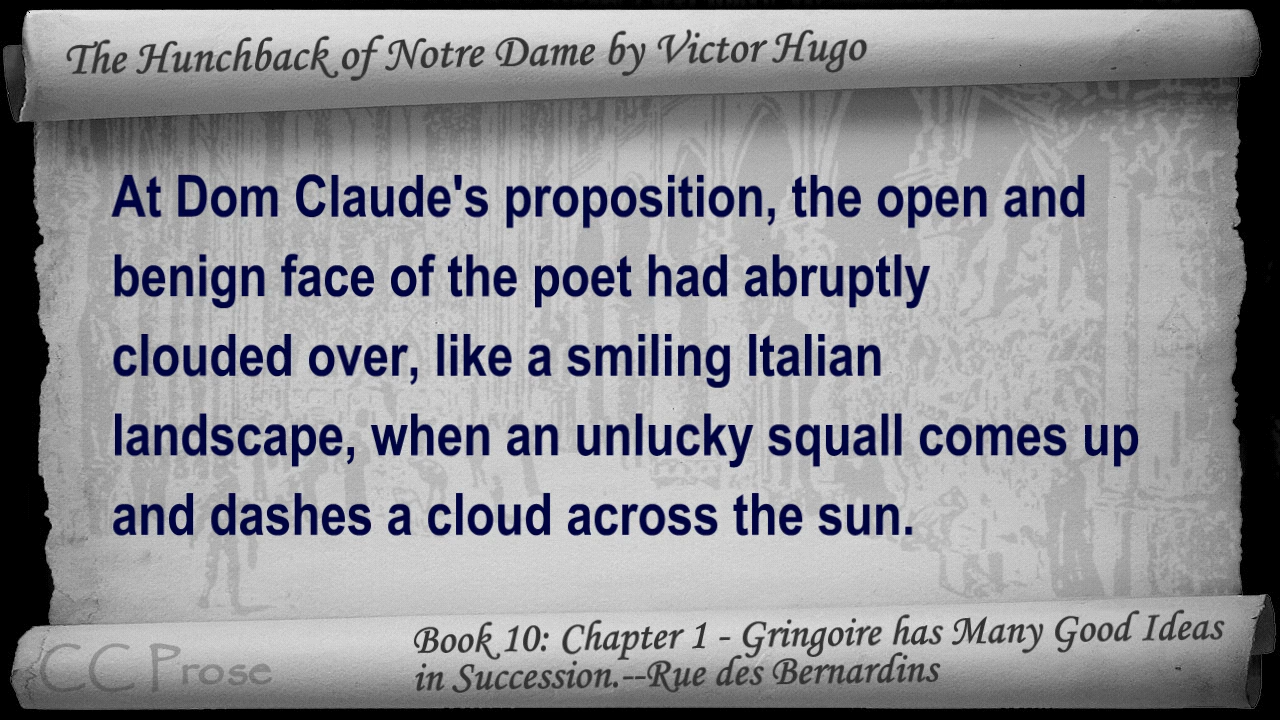 The Hunchback of Notre Dame by Victor Hugo
At Dom Claude's proposition, the open and
benign face of the poet had abruptly
clouded over, like a smiling Italian
landscape, when an unlucky squall comes up
and dashes a cloud across the sun.
Book 10: Chapter 1 - Gringoire has Many Good Ideas
in Succession.--Rue des Bernardins
CC Prose